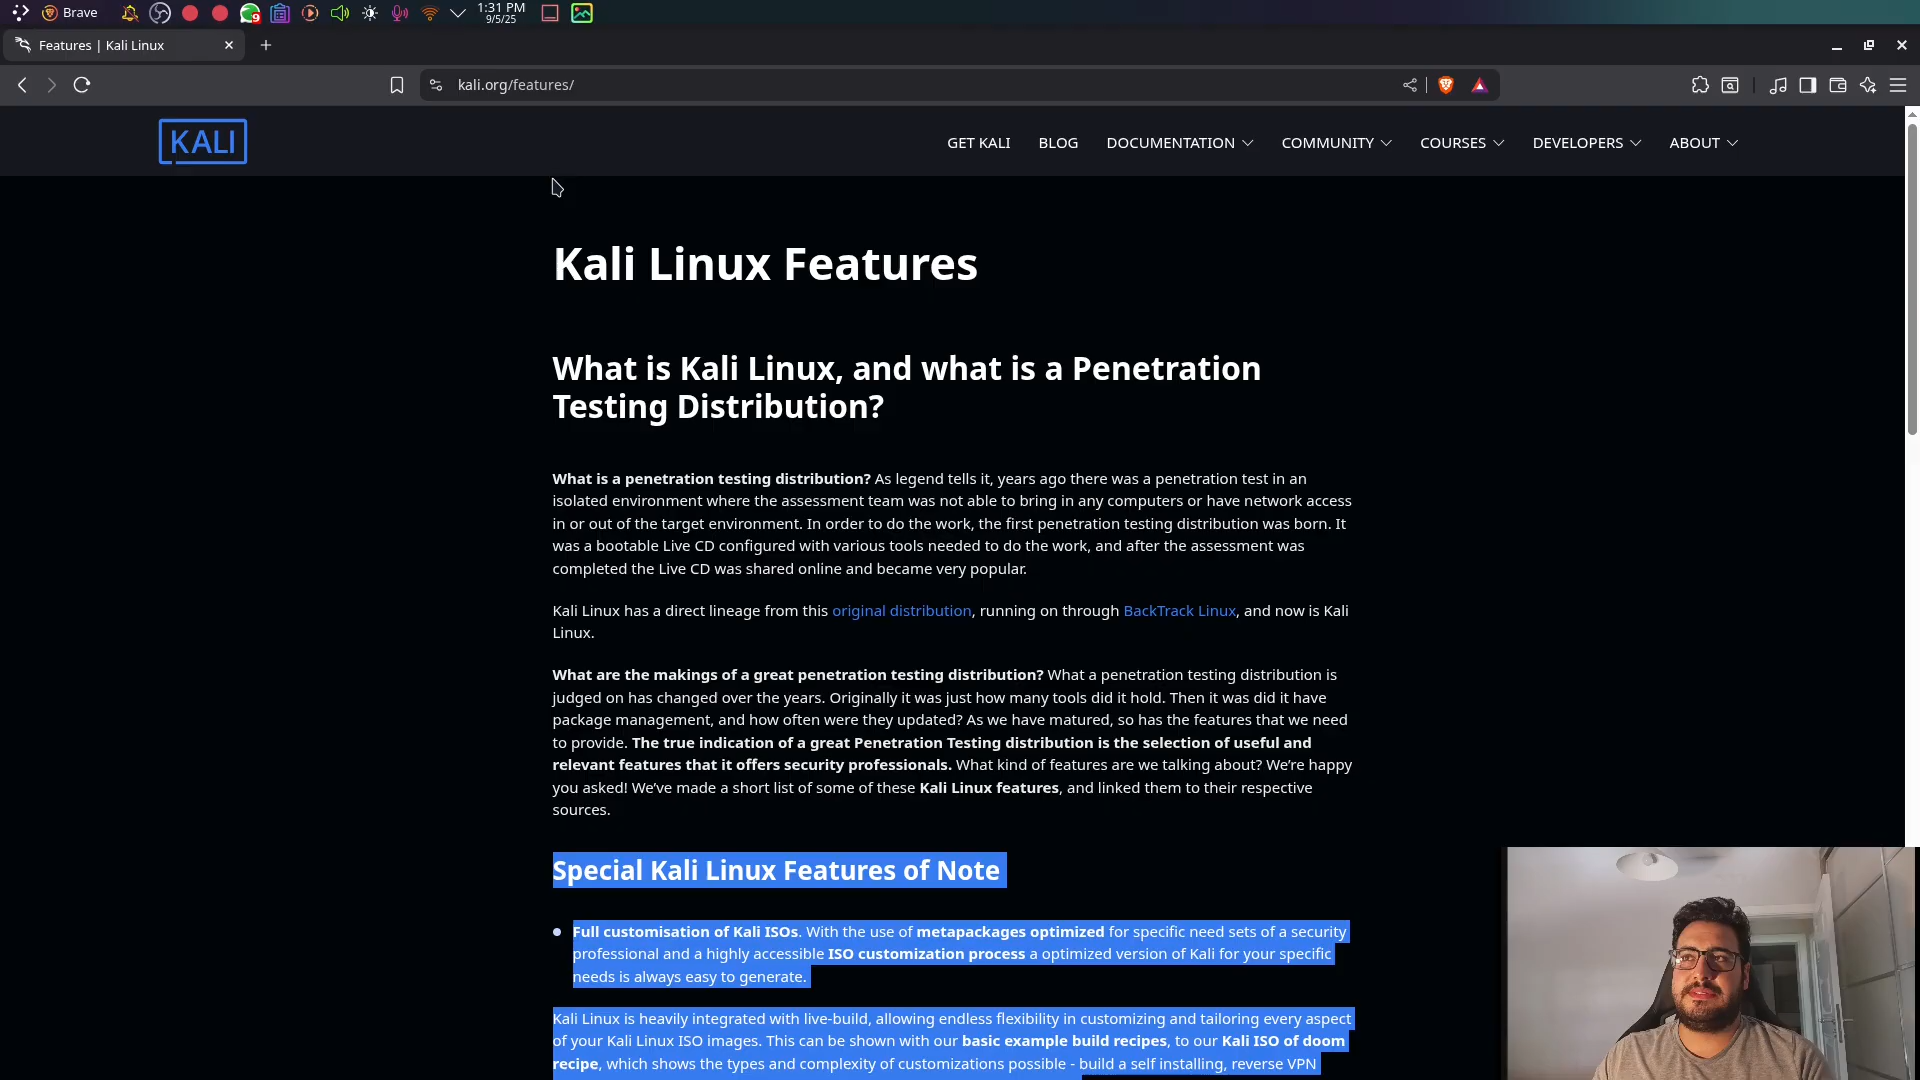 Brave
9
1:31 PM
9/5/25
Features | Kali Linux
kali.org/features/
KALI
GET KALI
BLOG
DOCUMENTATION
COMMUNITY
COURSES
DEVELOPERS
ABOUT
Kali Linux Features
What is Kali Linux, and what is a Penetration
Testing Distribution?
What is a penetration testing distribution? As legend tells it, years ago there was a penetration test in an
isolated environment where the assessment team was not able to bring in any computers or have network access
in or out of the target environment. In order to do the work, the first penetration testing distribution was born. It
was a bootable Live CD configured with various tools needed to do the work, and after the assessment was
completed the Live CD was shared online and became very popular.
Kali Linux has a direct lineage from this original distribution, running on through BackTrack Linux, and now is Kali
Linux.
What are the makings of a great penetration testing distribution? What a penetration testing distribution is
judged on has changed over the years. Originally it was just how many tools did it hold. Then it was did it have
package management, and how often were they updated? As we have matured, so has the features that we need
to provide. The true indication of a great Penetration Testing distribution is the selection of useful and
relevant features that it offers security professionals. What kind of features are we talking about? We’re happy
you asked! We’ve made a short list of some of these Kali Linux features, and linked them to their respective
sources.
Special Kali Linux Features of Note
Full customisation of Kali ISOs. With the use of metapackages optimized for specific need sets of a security
professional and a highly accessible ISO customization process a optimized version of Kali for your specific
needs is always easy to generate.
Kali Linux is heavily integrated with live-build, allowing endless flexibility in customizing and tailoring every aspect
of your Kali Linux ISO images. This can be shown with our basic example build recipes, to our Kali ISO of doom
recipe, which shows the types and complexity of customizations possible - build a self installing, reverse VPN